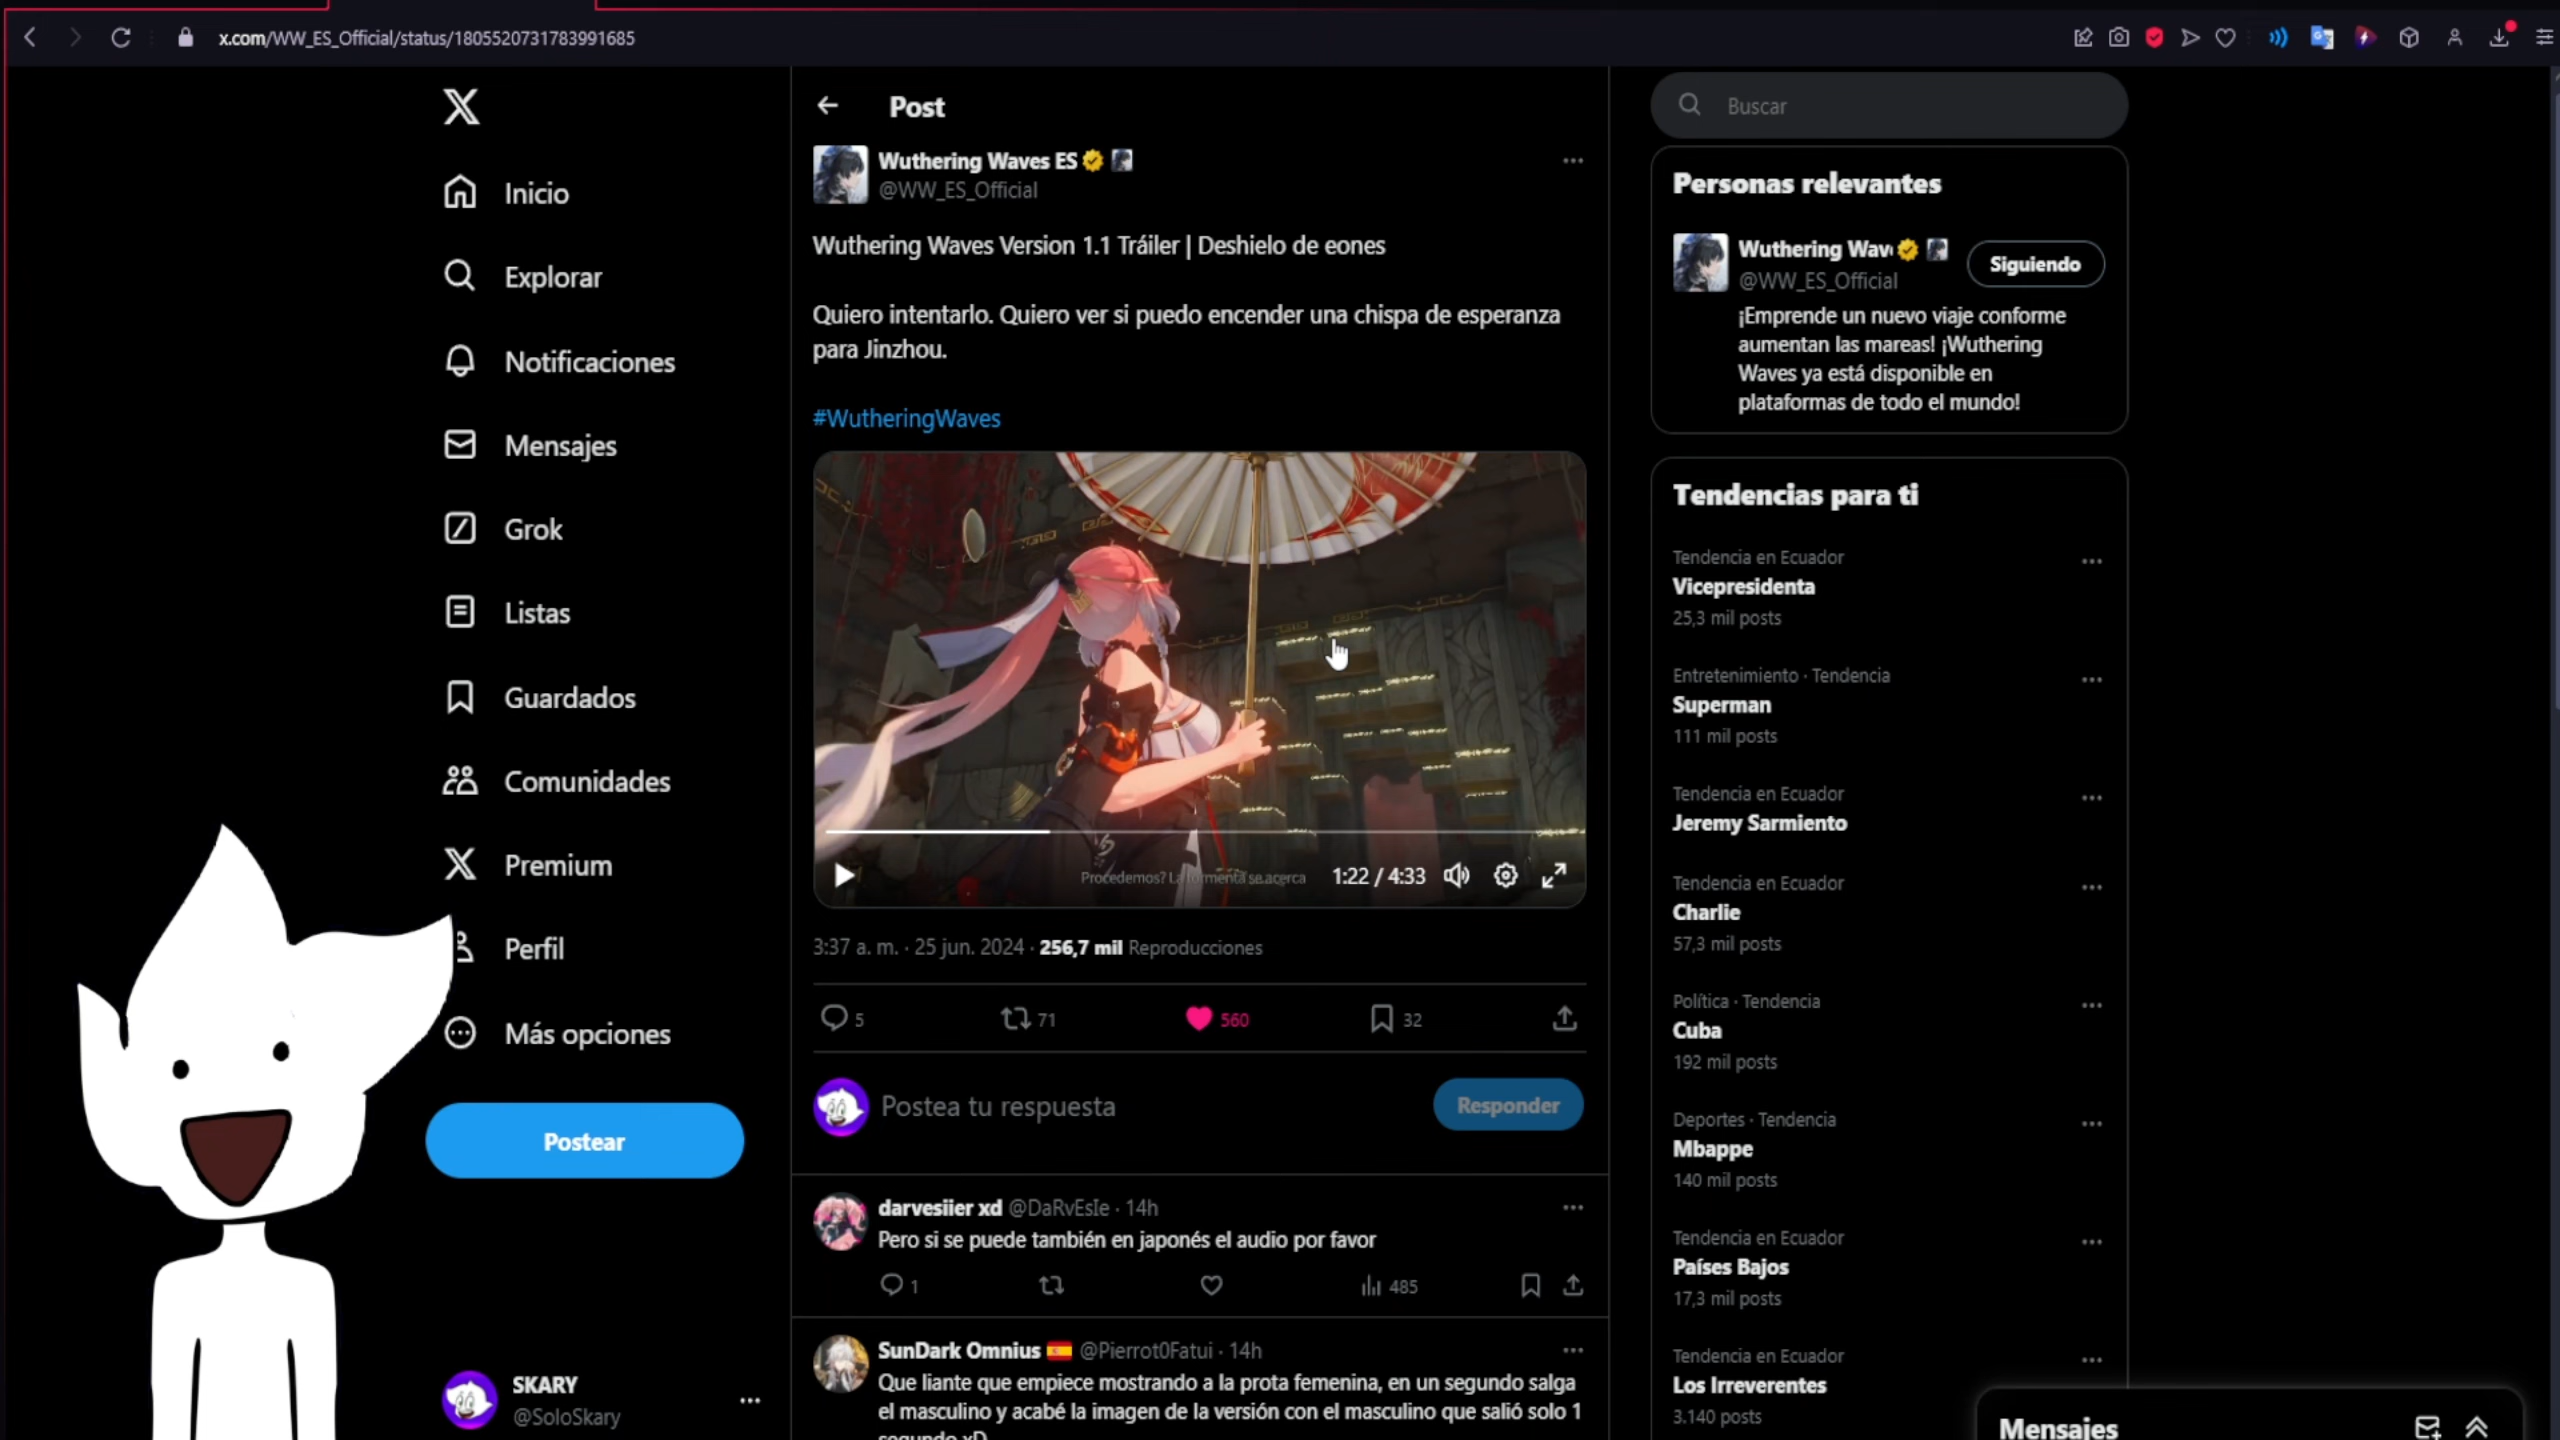 x.com/WW_ES_Official/status/1805520731783991685
Inicio
Explorar
Notificaciones
Mensajes
Grok
Listas
Guardados
Comunidades
Premium
Perfil
Más opciones
Postear
SKARY
@SoloSkary
Post
Wuthering Waves ES
@WW_ES_Official
Wuthering Waves Version 1.1 Tráiler | Deshielo de eones
Quiero intentarlo. Quiero ver si puedo encender una chispa de esperanza
para Jinzhou.
#WutheringWaves
Procedemos? La tormenta se acerca
1:22 / 4:33
3:37 a. m. · 25 jun. 2024 · 256,7 mil Reproducciones
5
71
560
32
Postea tu respuesta
Responder
darvesiier xd @DaRvEsIe · 14h
Pero si se puede también en japonés el audio por favor
1
485
SunDark Omnius @Pierrot0Fatui · 14h
Que liante que empiece mostrando a la prota femenina, en un segundo salga
el masculino y acabé la imagen de la versión con el masculino que salió solo 1
segundo xD
Buscar
Personas relevantes
Wuthering Wav
@WW_ES_Official
Siguiendo
¡Emprende un nuevo viaje conforme
aumentan las mareas! ¡Wuthering
Waves ya está disponible en
plataformas de todo el mundo!
Tendencias para ti
Tendencia en Ecuador
Vicepresidenta
25,3 mil posts
Entretenimiento · Tendencia
Superman
111 mil posts
Tendencia en Ecuador
Jeremy Sarmiento
Tendencia en Ecuador
Charlie
57,3 mil posts
Política · Tendencia
Cuba
192 mil posts
Deportes · Tendencia
Mbappe
140 mil posts
Tendencia en Ecuador
Países Bajos
17,3 mil posts
Tendencia en Ecuador
Los Irreverentes
3.140 posts
Mensajes